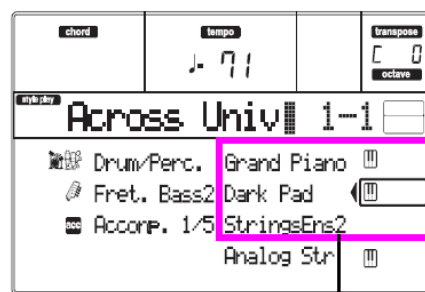 chord tempo transpose
♩- 71 C 0
octave
style play
Across Univ 1-1
Drum/Perc. Grand Piano
Fret. Bass2 Dark Pad
acc Accomp. 1/5 StringsEns2
Analog Str